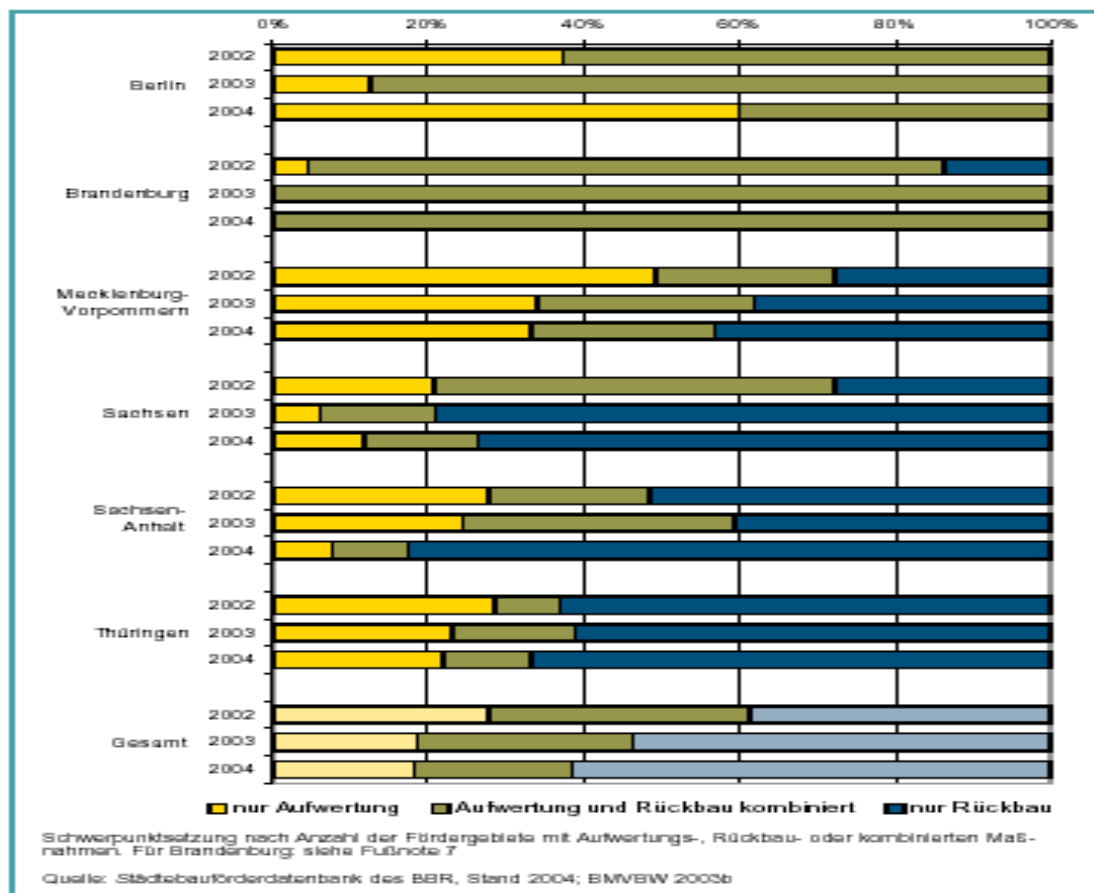 0% 20% 40% 60% 80% 100%
2002
Berlin 2003
2004
2002
Brandenburg 2003
2004
2002
Mecklenburg-
Vorpommern 2003
2004
2002
Sachsen 2003
2004
2002
Sachsen-
Anhalt 2003
2004
2002
Thüringen 2003
2004
2002
Gesamt 2003
2004
nur Aufwertung Aufwertung und Rückbau kombiniert nur Rückbau
Schwerpunktsetzung nach Anzahl der Fördergebiete mit Aufwertungs-, Rückbau- oder kombinierten Maß-
nahmen. Für Brandenburg: siehe Fußnote 7
Quelle: Städtebauförderdatenbank des BBR, Stand 2004; BMVBW 2003b